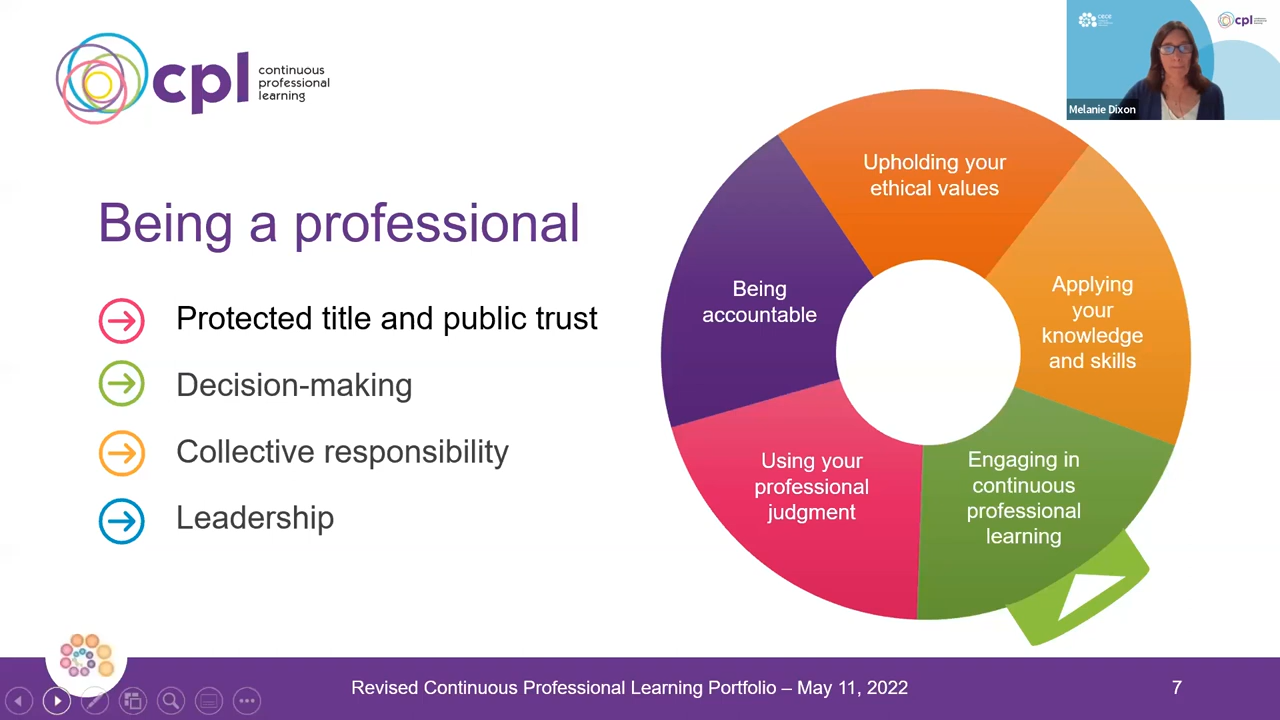 cpl
continuous
professional
learning
CECE
cpl
Melanie Dixon
Being a professional
Protected title and public trust
Decision-making
Collective responsibility
Leadership
Upholding your
ethical values
Applying
your
knowledge
and skills
Engaging in
continuous
professional
learning
Using your
professional
judgment
Being
accountable
Revised Continuous Professional Learning Portfolio – May 11, 2022
7